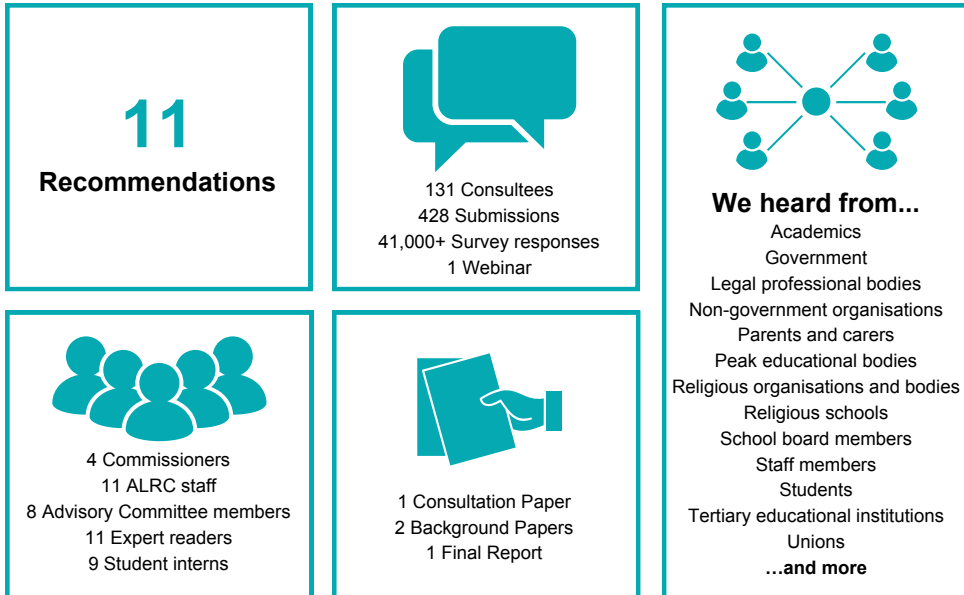 11
Recommendations
131 Consultees
428 Submissions
41,000+ Survey responses
1 Webinar
We heard from...
Academics
Government
Legal professional bodies
Non-government organisations
Parents and carers
Peak educational bodies
Religious organisations and bodies
Religious schools
School board members
Staff members
Students
Tertiary educational institutions
Unions
...and more
4 Commissioners
11 ALRC staff
8 Advisory Committee members
11 Expert readers
9 Student interns
1 Consultation Paper
2 Background Papers
1 Final Report